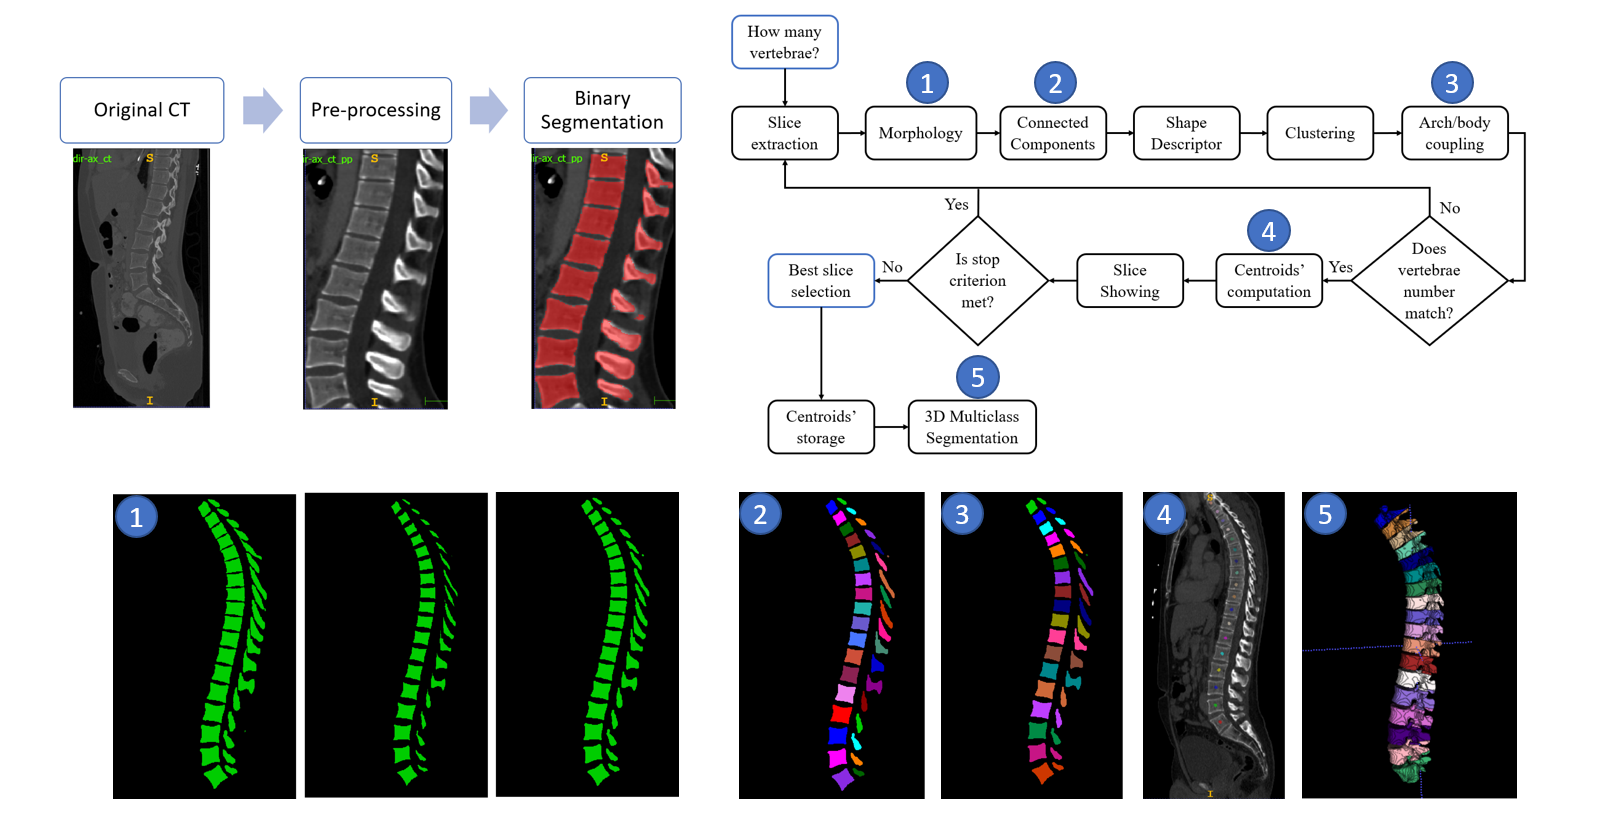 Original CT
Pre-processing
Binary
Segmentation
dir-ax_ct
S
I
ir-ax_ct_pp
S
I
ir-ax_ct_pp
S
I
How many
vertebrae?
1
2
3
Slice
extraction
Morphology
Connected
Components
Shape
Descriptor
Clustering
Arch/body
coupling
Yes
No
4
Best slice
selection
No
Is stop
criterion
met?
Slice
Showing
Centroids’
computation
Yes
Does
vertebrae
number
match?
5
Centroids’
storage
3D Multiclass
Segmentation
1
2
3
4
S
I
5